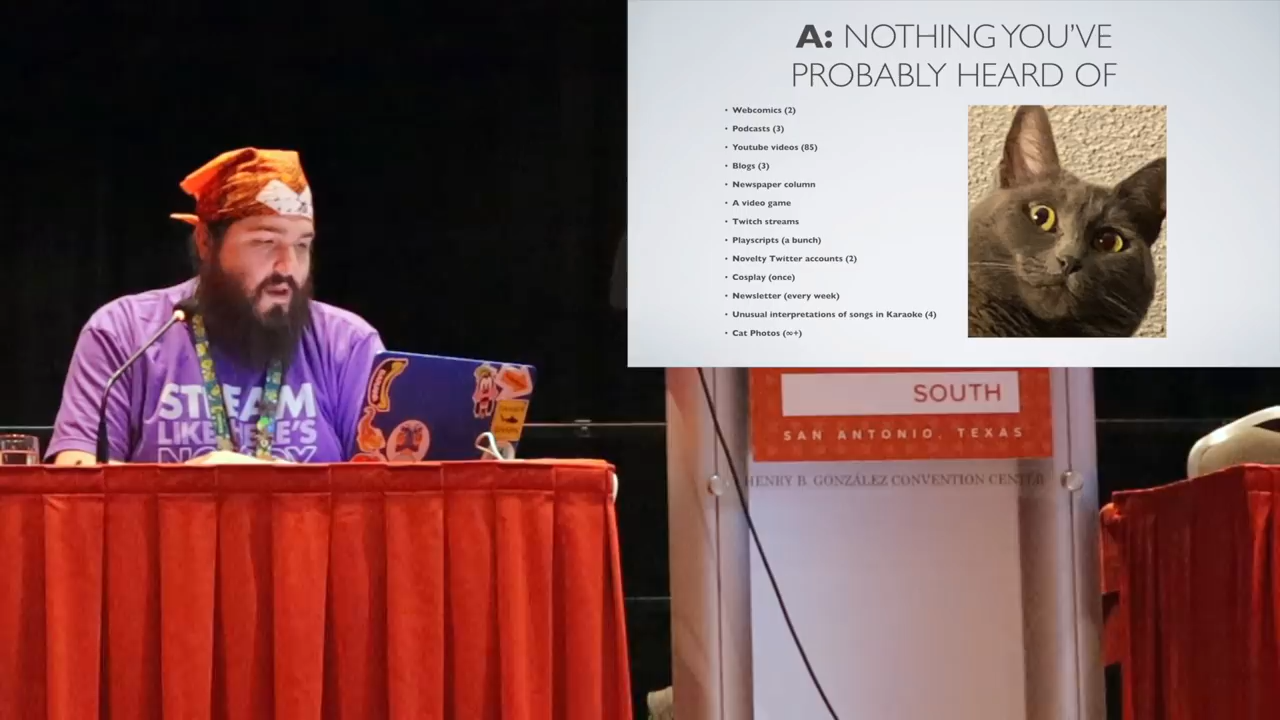 A: NOTHING YOU'VE
PROBABLY HEARD OF
• Webcomics (2)
• Podcasts (3)
• Youtube videos (85)
• Blogs (3)
• Newspaper column
• A video game
• Twitch streams
• Playscripts (a bunch)
• Novelty Twitter accounts (2)
• Cosplay (once)
• Newsletter (every week)
• Unusual interpretations of songs in Karaoke (4)
• Cat Photos (∞+)
STREAM
LIKE THERE'S
NOBODY
SOUTH
SAN ANTONIO, TEXAS
HENRY B. GONZÁLEZ CONVENTION CENTER